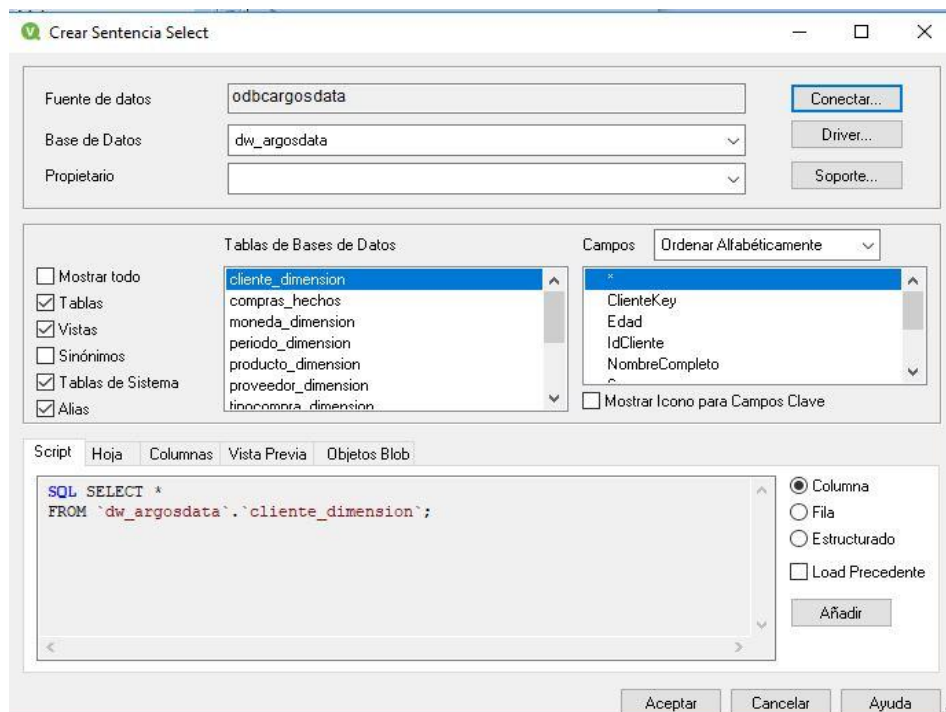 Crear Sentencia Select
Fuente de datos
odbcargosdata
Conectar...
Base de Datos
dw_argosdata
Driver...
Propietario
Soporte...
Tablas de Bases de Datos
Campos
Ordenar Alfabéticamente
Mostrar todo
Tablas
Vistas
Sinónimos
Tablas de Sistema
Alias
cliente_dimension
compras_hechos
moneda_dimension
periodo_dimension
producto_dimension
proveedor_dimension
tipocompra_dimension
*
ClienteKey
Edad
IdCliente
NombreCompleto
Mostrar Icono para Campos Clave
Script
Hoja
Columnas
Vista Previa
Objetos Blob
SQL SELECT *
FROM `dw_argosdata`.`cliente_dimension`;
Columna
Fila
Estructurado
Load Precedente
Añadir
Aceptar
Cancelar
Ayuda